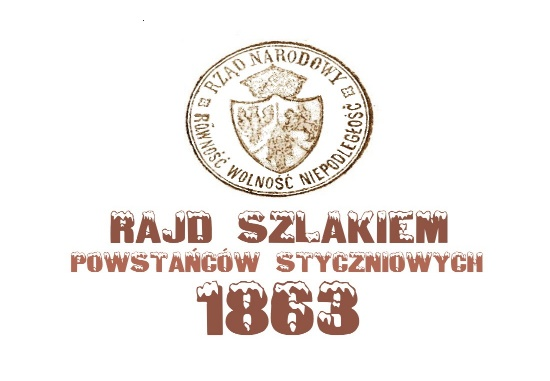 RZĄD NARODOWY
RÓWNOŚĆ WOLNOŚĆ NIEPODLEGŁOŚĆ
RAJD SZLAKIEM
POWSTAŃCÓW STYCZNIOWYCH
1863